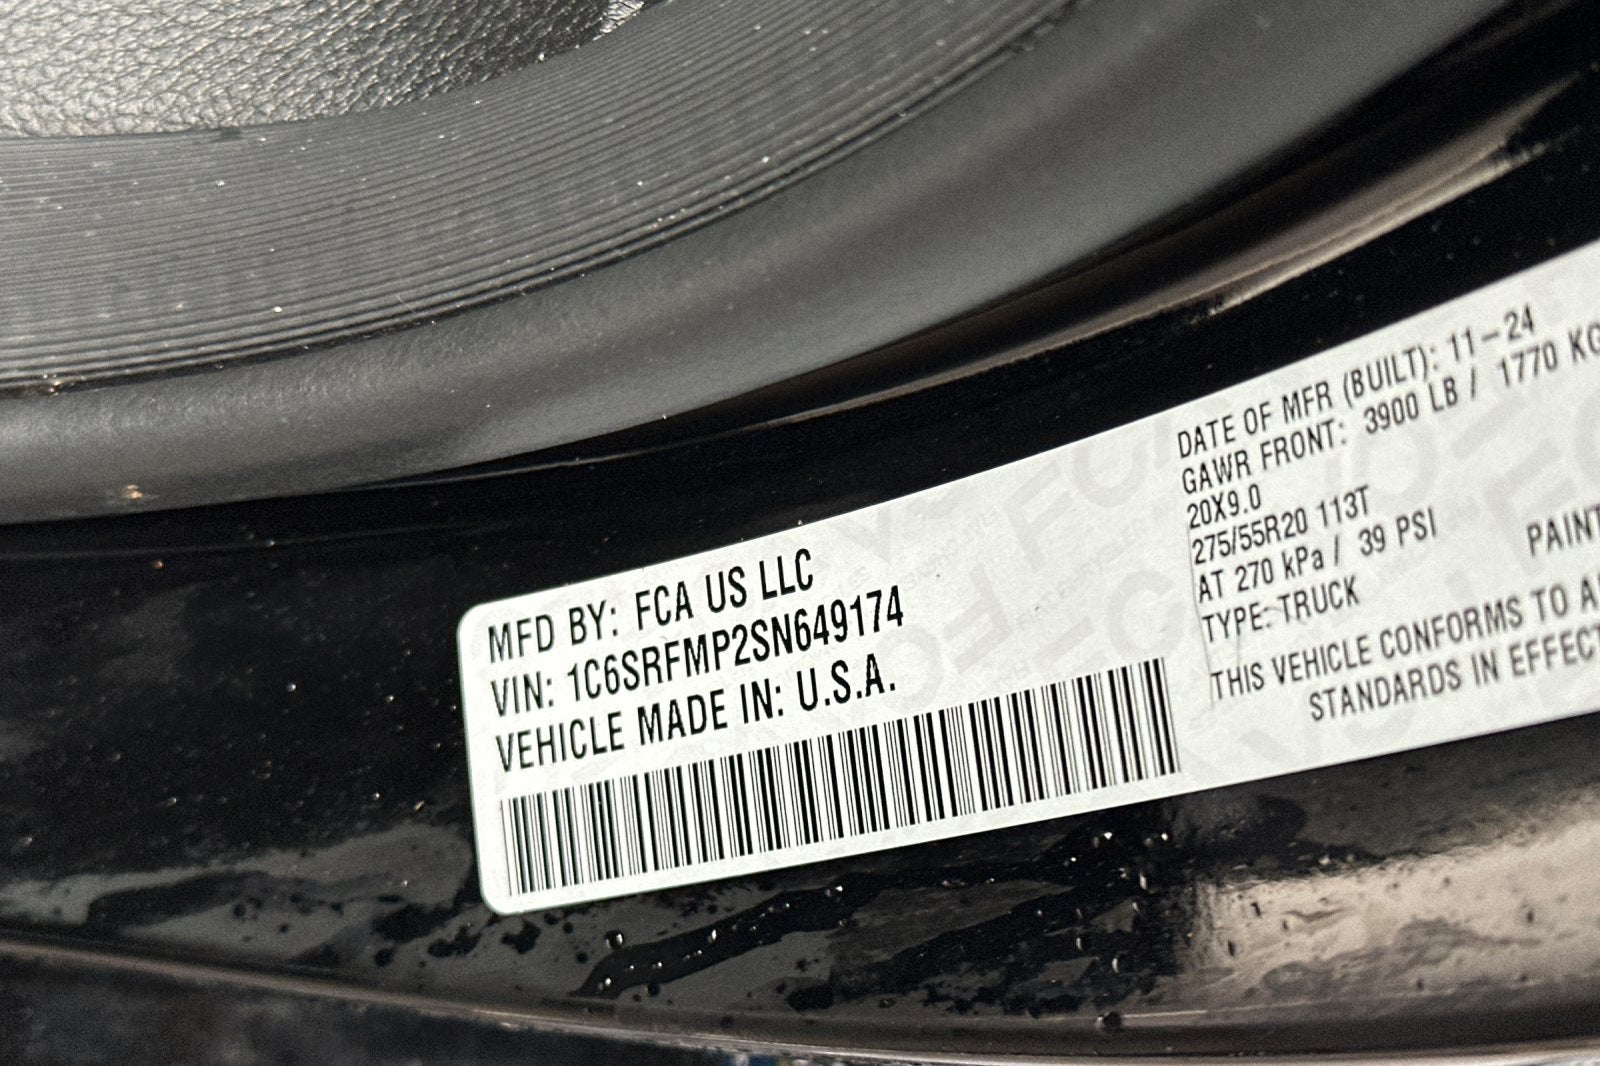 MFD BY: FCA US LLC
VIN: 1C6SRFMP2SN649174
VEHICLE MADE IN: U.S.A.
DATE OF MFR (BUILT): 11-24
GAWR FRONT: 3900 LB / 1770 KG
20X9.0
275/55R20 113T
AT 270 kPa / 39 PSI
TYPE: TRUCK
PAINT
THIS VEHICLE CONFORMS TO
STANDARDS IN EFFECT